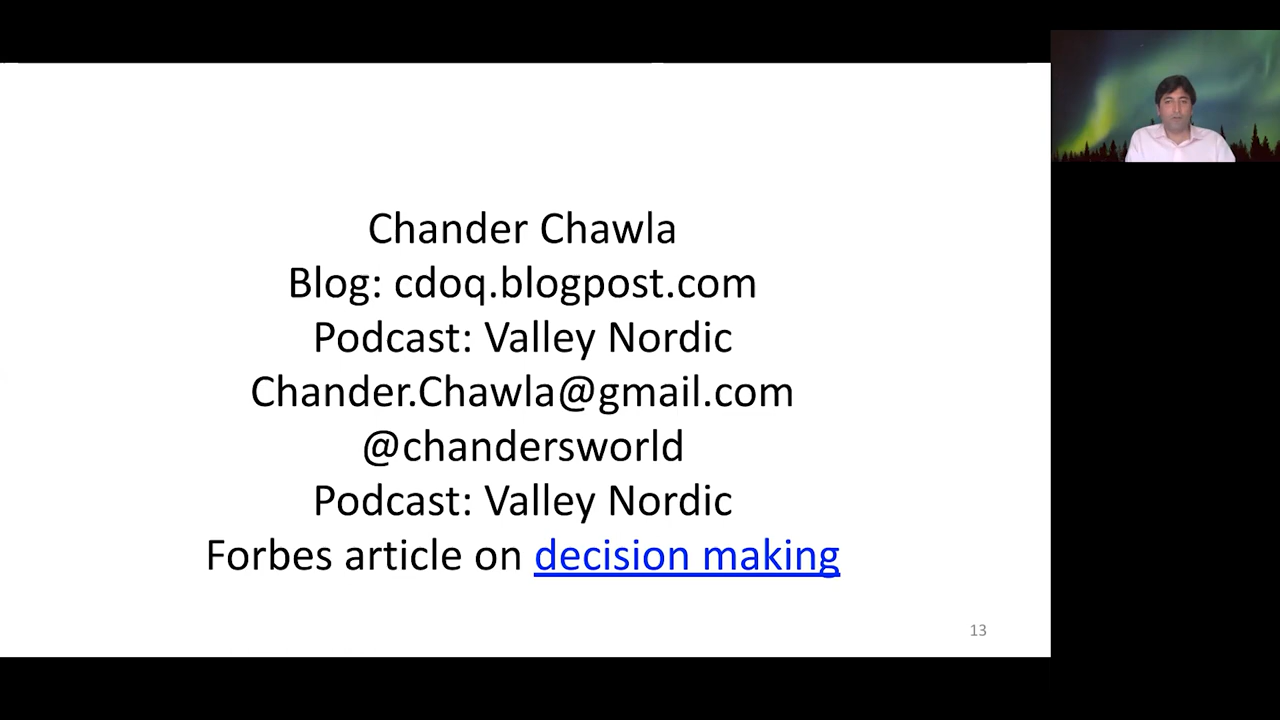 Chander Chawla
Blog: cdoq.blogpost.com
Podcast: Valley Nordic
Chander.Chawla@gmail.com
@chandersworld
Podcast: Valley Nordic
Forbes article on decision making
13